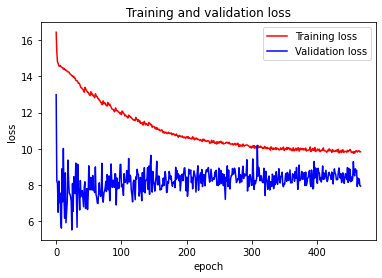 Training and validation loss
Training loss
Validation loss
16
14
12
10
8
6
loss
0
100
200
300
400
epoch